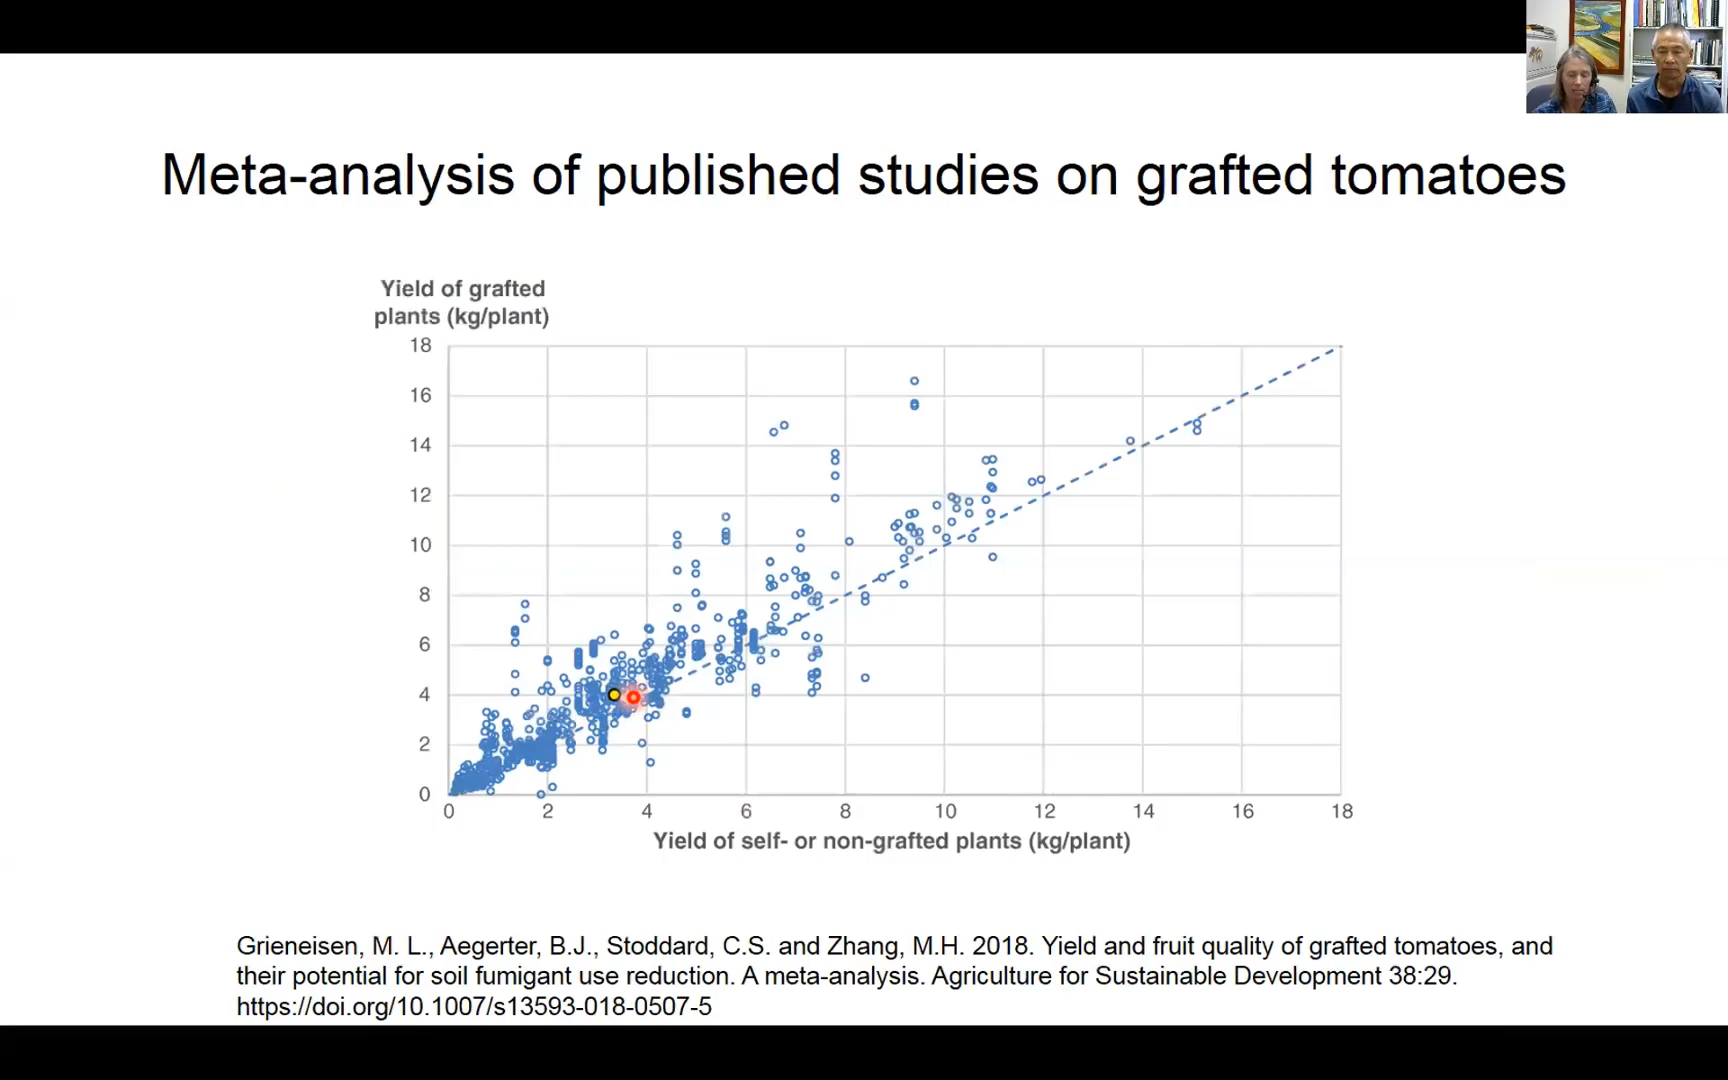 Meta-analysis of published studies on grafted tomatoes
Yield of grafted
plants (kg/plant)
18
16
14
12
10
8
6
4
2
0
0 2 4 6 8 10 12 14 16 18
Yield of self- or non-grafted plants (kg/plant)
Grieneisen, M. L., Aegerter, B.J., Stoddard, C.S. and Zhang, M.H. 2018. Yield and fruit quality of grafted tomatoes, and
their potential for soil fumigant use reduction. A meta-analysis. Agriculture for Sustainable Development 38:29.
https://doi.org/10.1007/s13593-018-0507-5